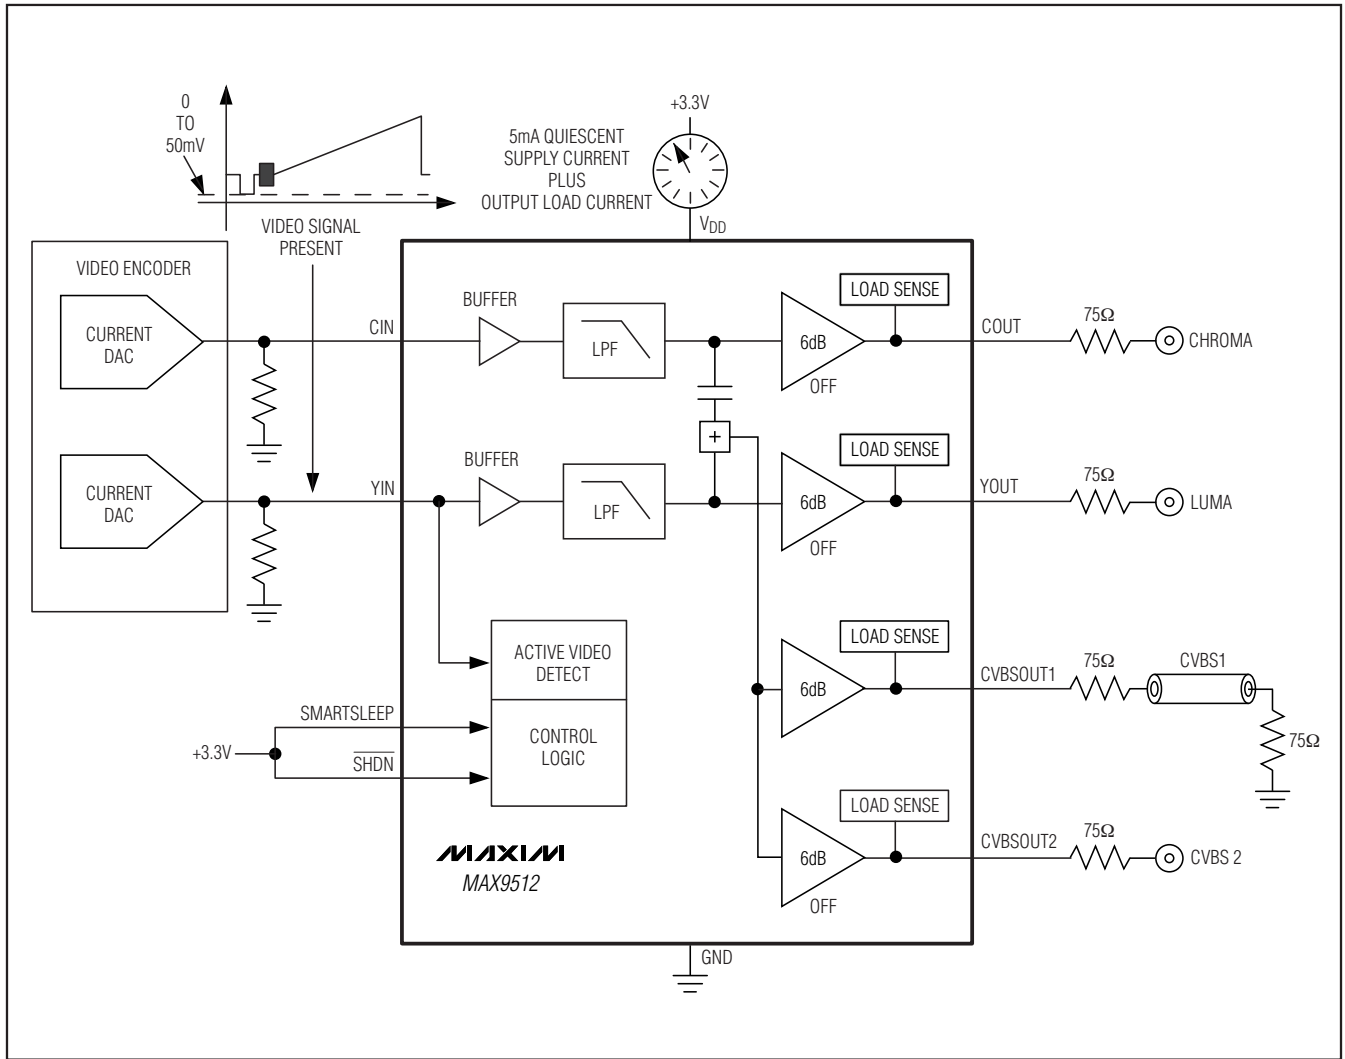 0
TO
50mV
5mA QUIESCENT
SUPPLY CURRENT
PLUS
OUTPUT LOAD CURRENT
+3.3V
VDD
VIDEO SIGNAL
PRESENT
VIDEO ENCODER
CURRENT
DAC
CIN
BUFFER
LPF
6dB
OFF
LOAD SENSE
COUT
75Ω
CHROMA
+
CURRENT
DAC
YIN
BUFFER
LPF
6dB
OFF
LOAD SENSE
YOUT
75Ω
LUMA
ACTIVE VIDEO
DETECT
CONTROL
LOGIC
SMARTSLEEP
+3.3V
SHDN
6dB
LOAD SENSE
CVBSOUT1
75Ω
CVBS1
75Ω
6dB
OFF
LOAD SENSE
CVBSOUT2
75Ω
CVBS 2
MAXIM
MAX9512
GND